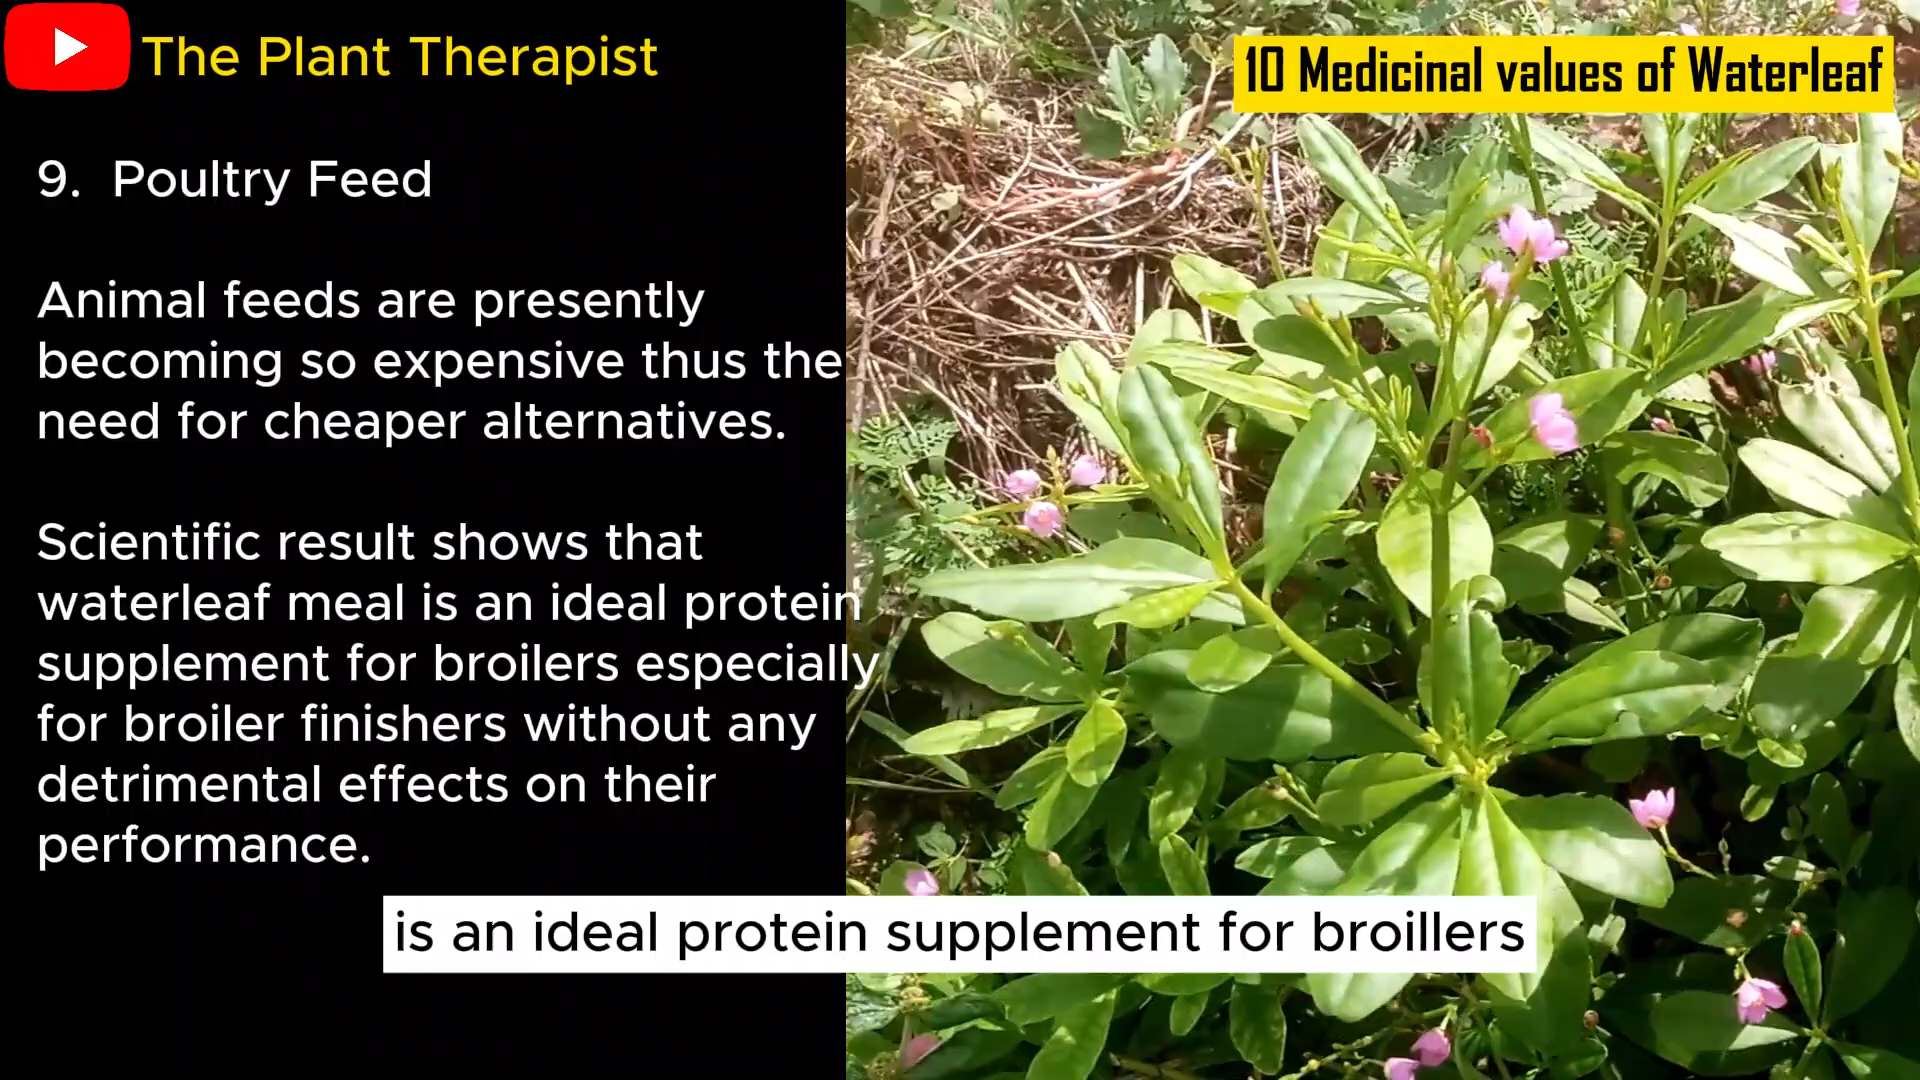 The Plant Therapist
10 Medicinal values of Waterleaf
9. Poultry Feed
Animal feeds are presently
becoming so expensive thus the
need for cheaper alternatives.
Scientific result shows that
waterleaf meal is an ideal protein
supplement for broilers especially
for broiler finishers without any
detrimental effects on their
performance.
is an ideal protein supplement for broillers